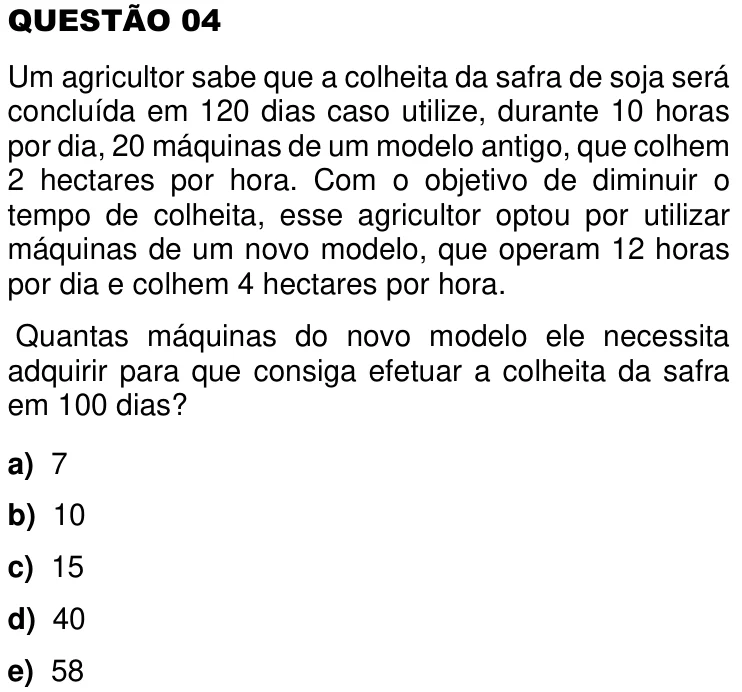 QUESTÃO 04
Um agricultor sabe que a colheita da safra de soja será
concluída em 120 dias caso utilize, durante 10 horas
por dia, 20 máquinas de um modelo antigo, que colhem
2 hectares por hora. Com o objetivo de diminuir o
tempo de colheita, esse agricultor optou por utilizar
máquinas de um novo modelo, que operam 12 horas
por dia e colhem 4 hectares por hora.
Quantas máquinas do novo modelo ele necessita
adquirir para que consiga efetuar a colheita da safra
em 100 dias?
a) 7
b) 10
c) 15
d) 40
e) 58